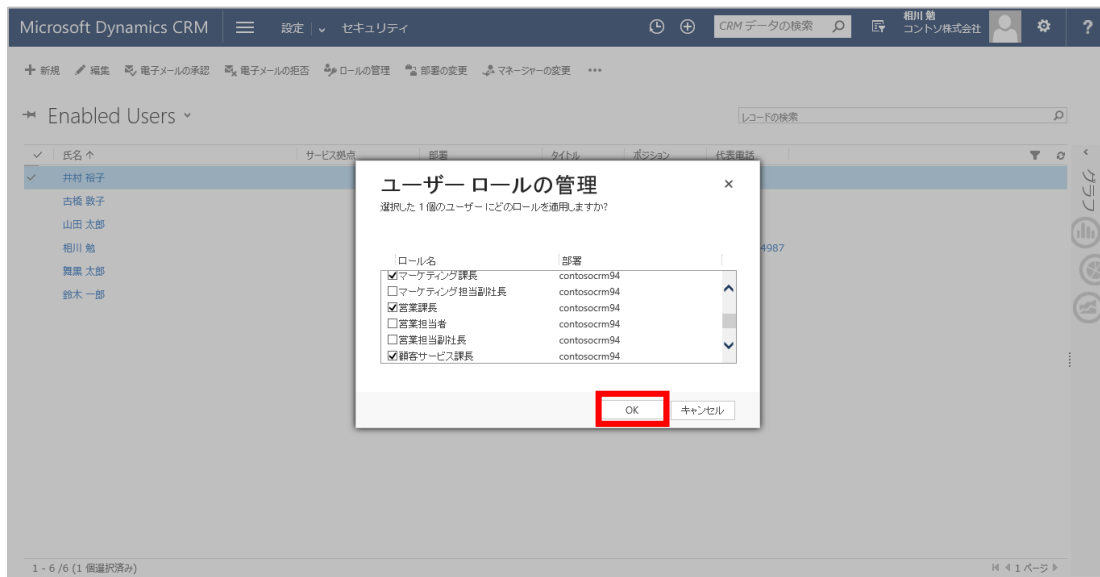 Microsoft Dynamics CRM 設定 セキュリティ CRM データの検索 相川 勉
コントソ株式会社 ?
新規 編集 電子メールの承認 電子メールの拒否 ロールの管理 部署の変更 マネージャーの変更 •••
Enabled Users レコードの検索
氏名 サービス拠点 部署 タイトル ポジション 代表電話
井村 裕子
古橋 敦子
山田 太郎
相川 勉 4987
舞黒 太郎
鈴木 一郎
グラフ
ユーザー ロールの管理
選択した 1 個のユーザーにどのロールを適用しますか?
ロール名 部署
マーケティング課長 contosocrm94
マーケティング担当副社長 contosocrm94
営業課長 contosocrm94
営業担当者 contosocrm94
営業担当副社長 contosocrm94
顧客サービス課長 contosocrm94
OK キャンセル
1 - 6 /6 (1 個選択済み) 1 ページ